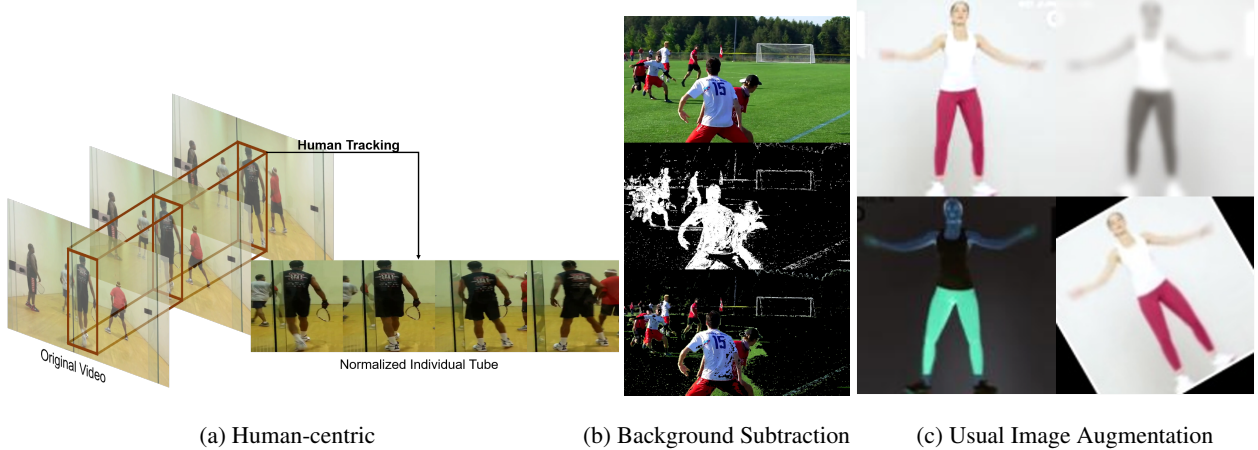 Human Tracking
Original Video
Normalized Individual Tube
15
15
(a) Human-centric
(b) Background Subtraction
(c) Usual Image Augmentation